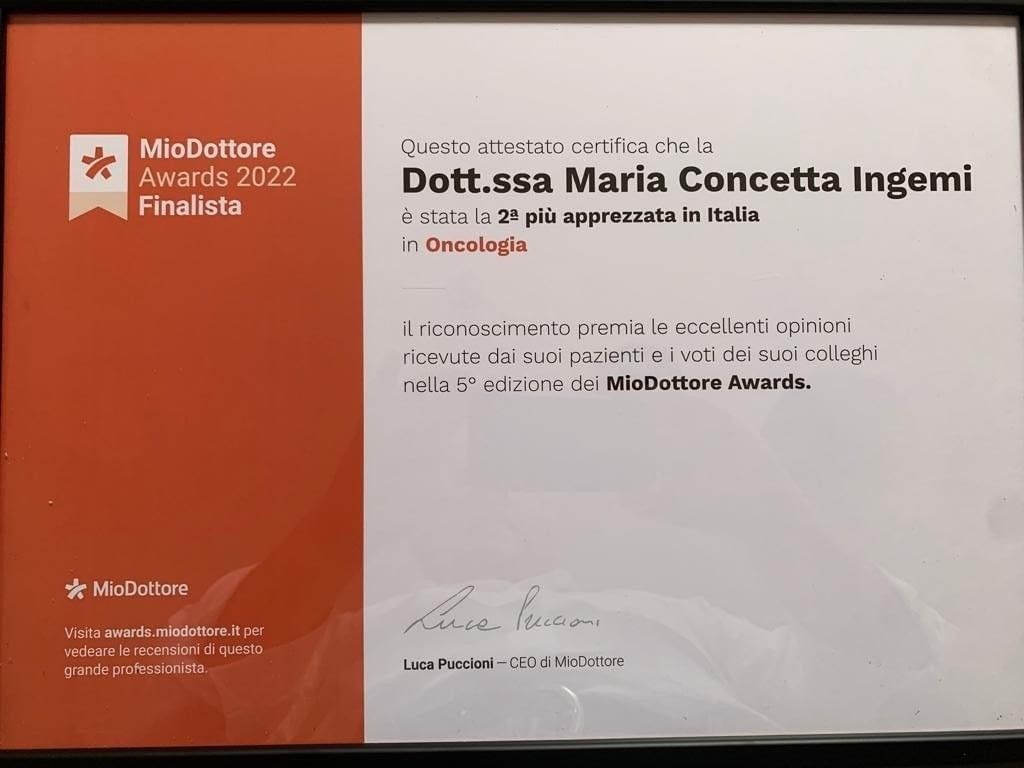 MioDottore
Awards 2022
Finalista
Questo attestato certifica che la
Dott.ssa Maria Concetta Ingemi
è stata la 2ª più apprezzata in Italia
in Oncologia
il riconoscimento premia le eccellenti opinioni
ricevute dai suoi pazienti e i voti dei suoi colleghi
nella 5° edizione dei MioDottore Awards.
MioDottore
Visita awards.miodottore.it per
vedeare le recensioni di questo
grande professionista.
Luca Puccioni
Luca Puccioni — CEO di MioDottore